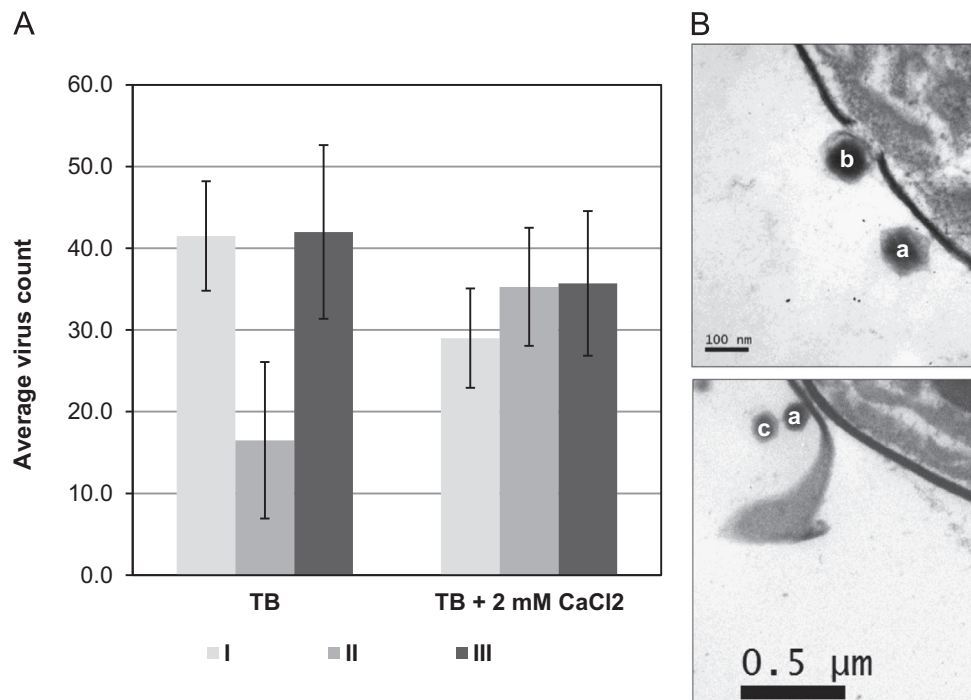 A
60.0
50.0
40.0
30.0
20.0
10.0
0.0
Average virus count
TB
TB + 2 mM CaCl2
I II III
B
b
a
100 nm
c a
0.5 μm